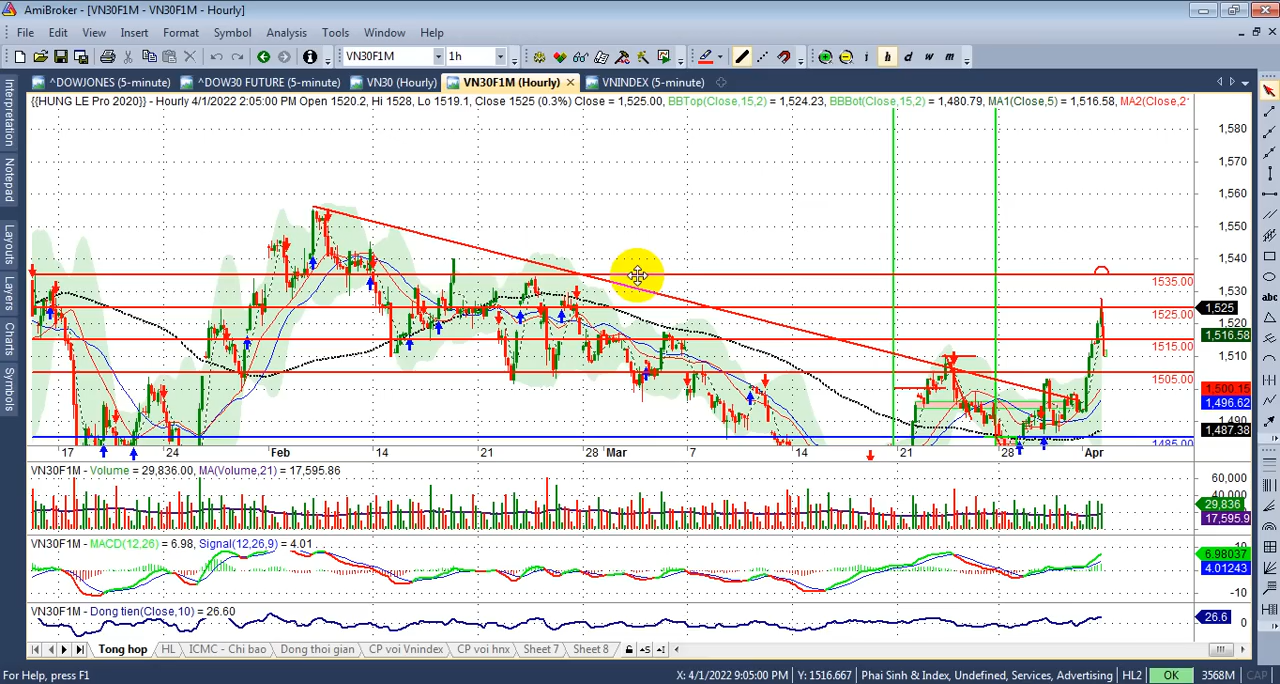 AmiBroker - [VN30F1M - VN30F1M - Hourly]
File Edit View Insert Format Symbol Analysis Tools Window Help
VN30F1M 1h i h d w m
^DOWJONES (5-minute) ^DOW30 FUTURE (5-minute) VN30 (Hourly) VN30F1M (Hourly) VNINDEX (5-minute)
{{HUNG LE Pro 2020}} - Hourly 4/1/2022 2:05:00 PM Open 1520.2, Hi 1528, Lo 1519.1, Close 1525 (0.3%) Close = 1,525.00, BBTop(Close,15,2) = 1,524.23, BBBot(Close,15,2) = 1,480.79, MA1(Close,5) = 1,516.58, MA2(Close,2
Interpretation
Notepad
Layouts
Layers
Charts
Symbols
abc
1,580
1,570
1,560
1,550
1,540
1535.00
1,530
1,525
1525.00
1,520
1,516.58
1515.00
1,510
1505.00
1,500.15
1,496.62
1,490
1,487.38
1485.00
17 24 Feb 14 21 28 Mar 7 14 21 28 Apr
VN30F1M - Volume = 29,836.00, MA(Volume,21) = 17,595.86
60,000
40,000
29,836
17,595.9
VN30F1M - MACD(12,26) = 6.98, Signal(12,26,9) = 4.01
6.98037
4.01243
-10
VN30F1M - Dong tien(Close,10) = 26.60
26.6
0
Tong hop HL ICMC - Chi bao Dong thoi gian CP voi Vnindex CP voi hnx Sheet 7 Sheet 8
For Help, press F1 X: 4/1/2022 9:05:00 PM Y: 1516.667 Phai Sinh & Index, Undefined, Services, Advertising HL2 OK 3568M CAP